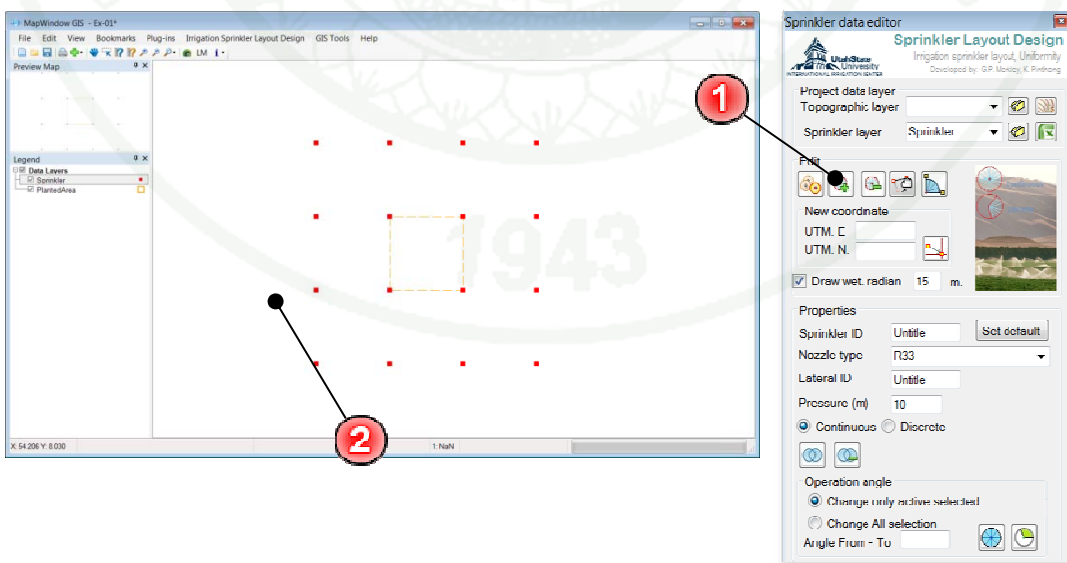 MapWindow GIS - Ex-01*
File Edit View Bookmarks Plug-ins Irrigation Sprinkler Layout Design GIS Tools Help
LM
Preview Map
Legend
Data Layers
Sprinkler
PlantedArea
1943
1
2
X: 54.206 Y: 8.030
1: NaN
Sprinkler data editor
Sprinkler Layout Design
Irrigation sprinkler layout, Uniformity
Developed by: G.P. Merkley, K. Pinthong
UtahState
University
INTERNATIONAL IRRIGATION CENTER
Project data layer
Topographic layer
Sprinkler layer Sprinkler
Edit
New coordinate
UTM. E
UTM. N.
Draw wet. radian 15 m.
Properties
Sprinkler ID Untitle Set default
Nozzle type R33
Lateral ID Untitle
Pressure (m) 10
Continuous Discrete
Operation angle
Change only active selected
Change All selection
Angle From - To